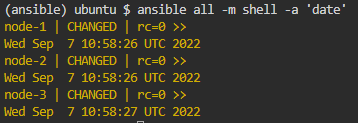 (ansible) ubuntu $ ansible all -m shell -a 'date'
node-1 | CHANGED | rc=0 >>
Wed Sep  7 10:58:26 UTC 2022
node-2 | CHANGED | rc=0 >>
Wed Sep  7 10:58:26 UTC 2022
node-3 | CHANGED | rc=0 >>
Wed Sep  7 10:58:27 UTC 2022